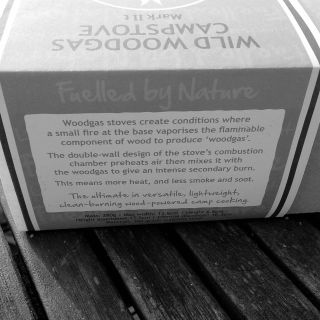 WILD WOODGAS
CAMPSTOVE
Mark II t
Fuelled by Nature
Woodgas stoves create conditions where
a small fire at the base vaporises the flammable
component of wood to produce 'woodgas'.
The double-wall design of the stove's combustion
chamber preheats air then mixes it with
the woodgas to give an intense secondary burn.
This means more heat, and less smoke and soot.
The ultimate in versatile, lightweight,
clean-burning wood-powered camp cooking.